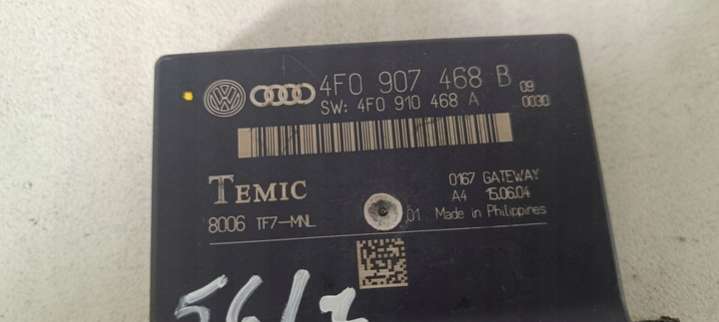 4F0 907 468 B 09
SW: 4F0 910 468 A 0030
TEMIC
0167 GATEWAY
A4 15.06.04
8006 TF7-MNL
01 Made in Philippines